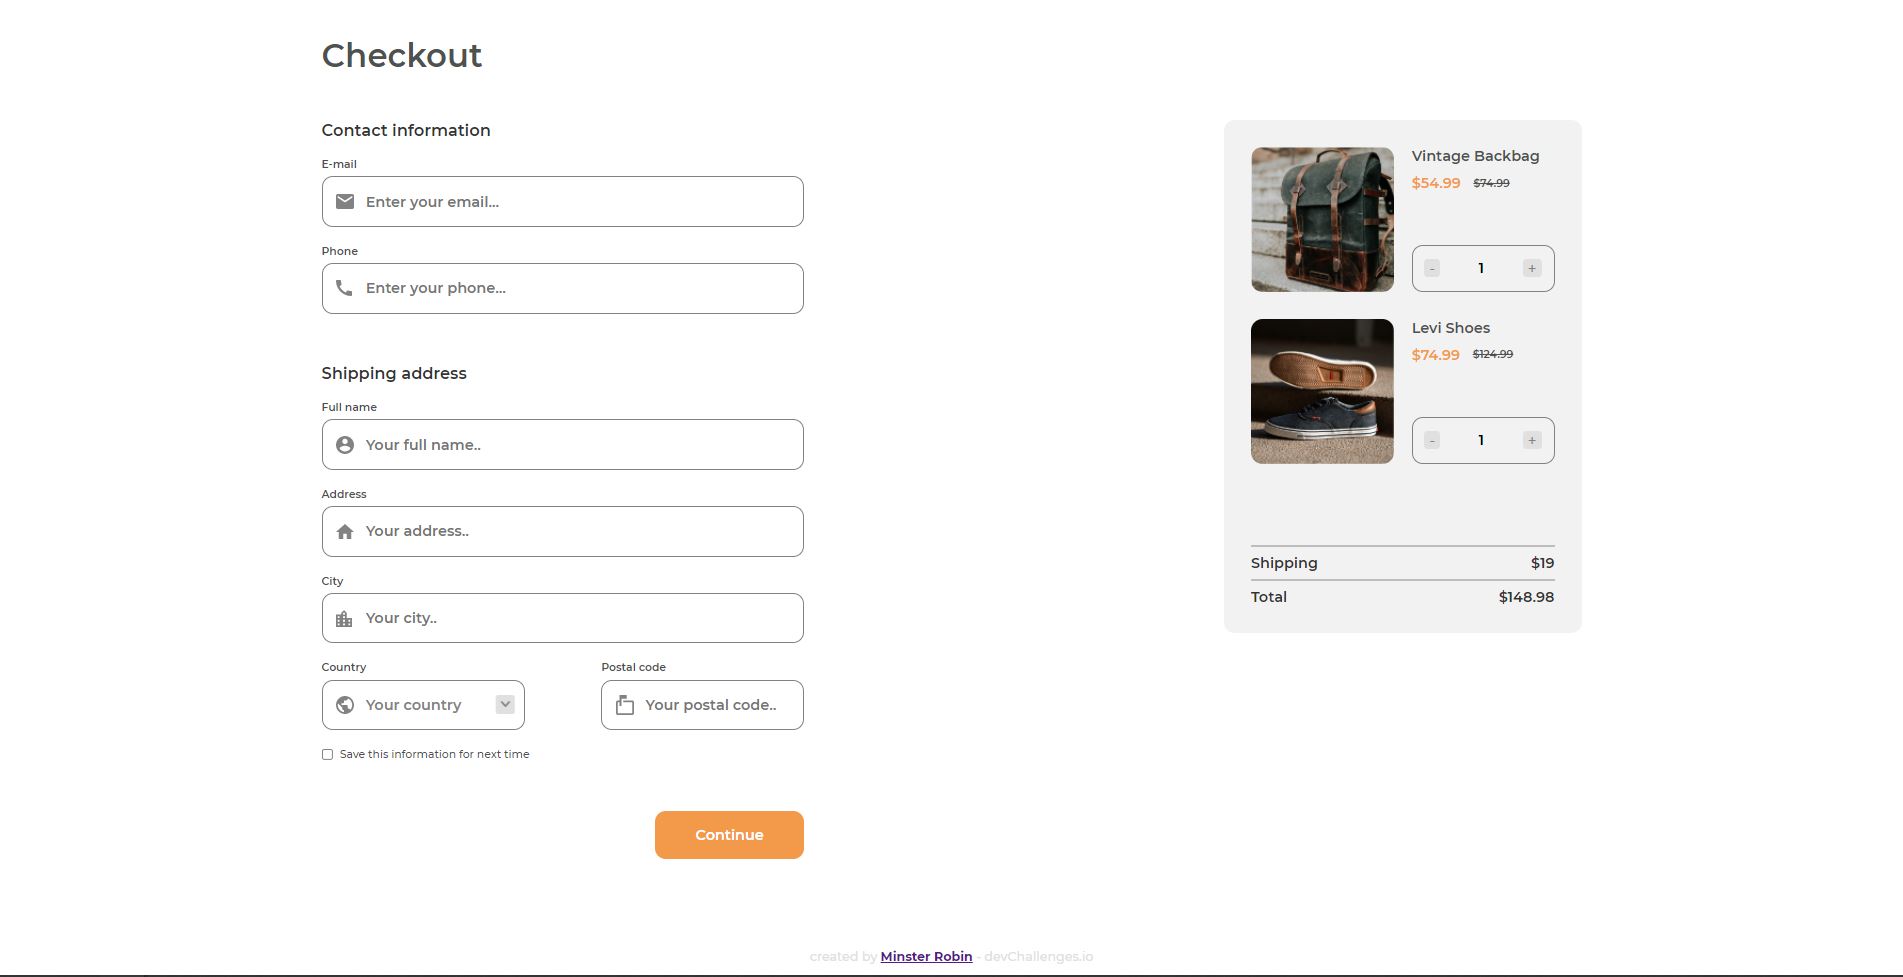 Checkout
Contact information
E-mail
Enter your email...
Phone
Enter your phone...
Shipping address
Full name
Your full name..
Address
Your address..
City
Your city..
Country
Your country
Postal code
Your postal code..
Save this information for next time
Continue
Vintage Backbag
$54.99 $74.99
- 1 +
Levi Shoes
$74.99 $124.99
- 1 +
Shipping $19
Total $148.98
created by Minster Robin - devChallenges.io